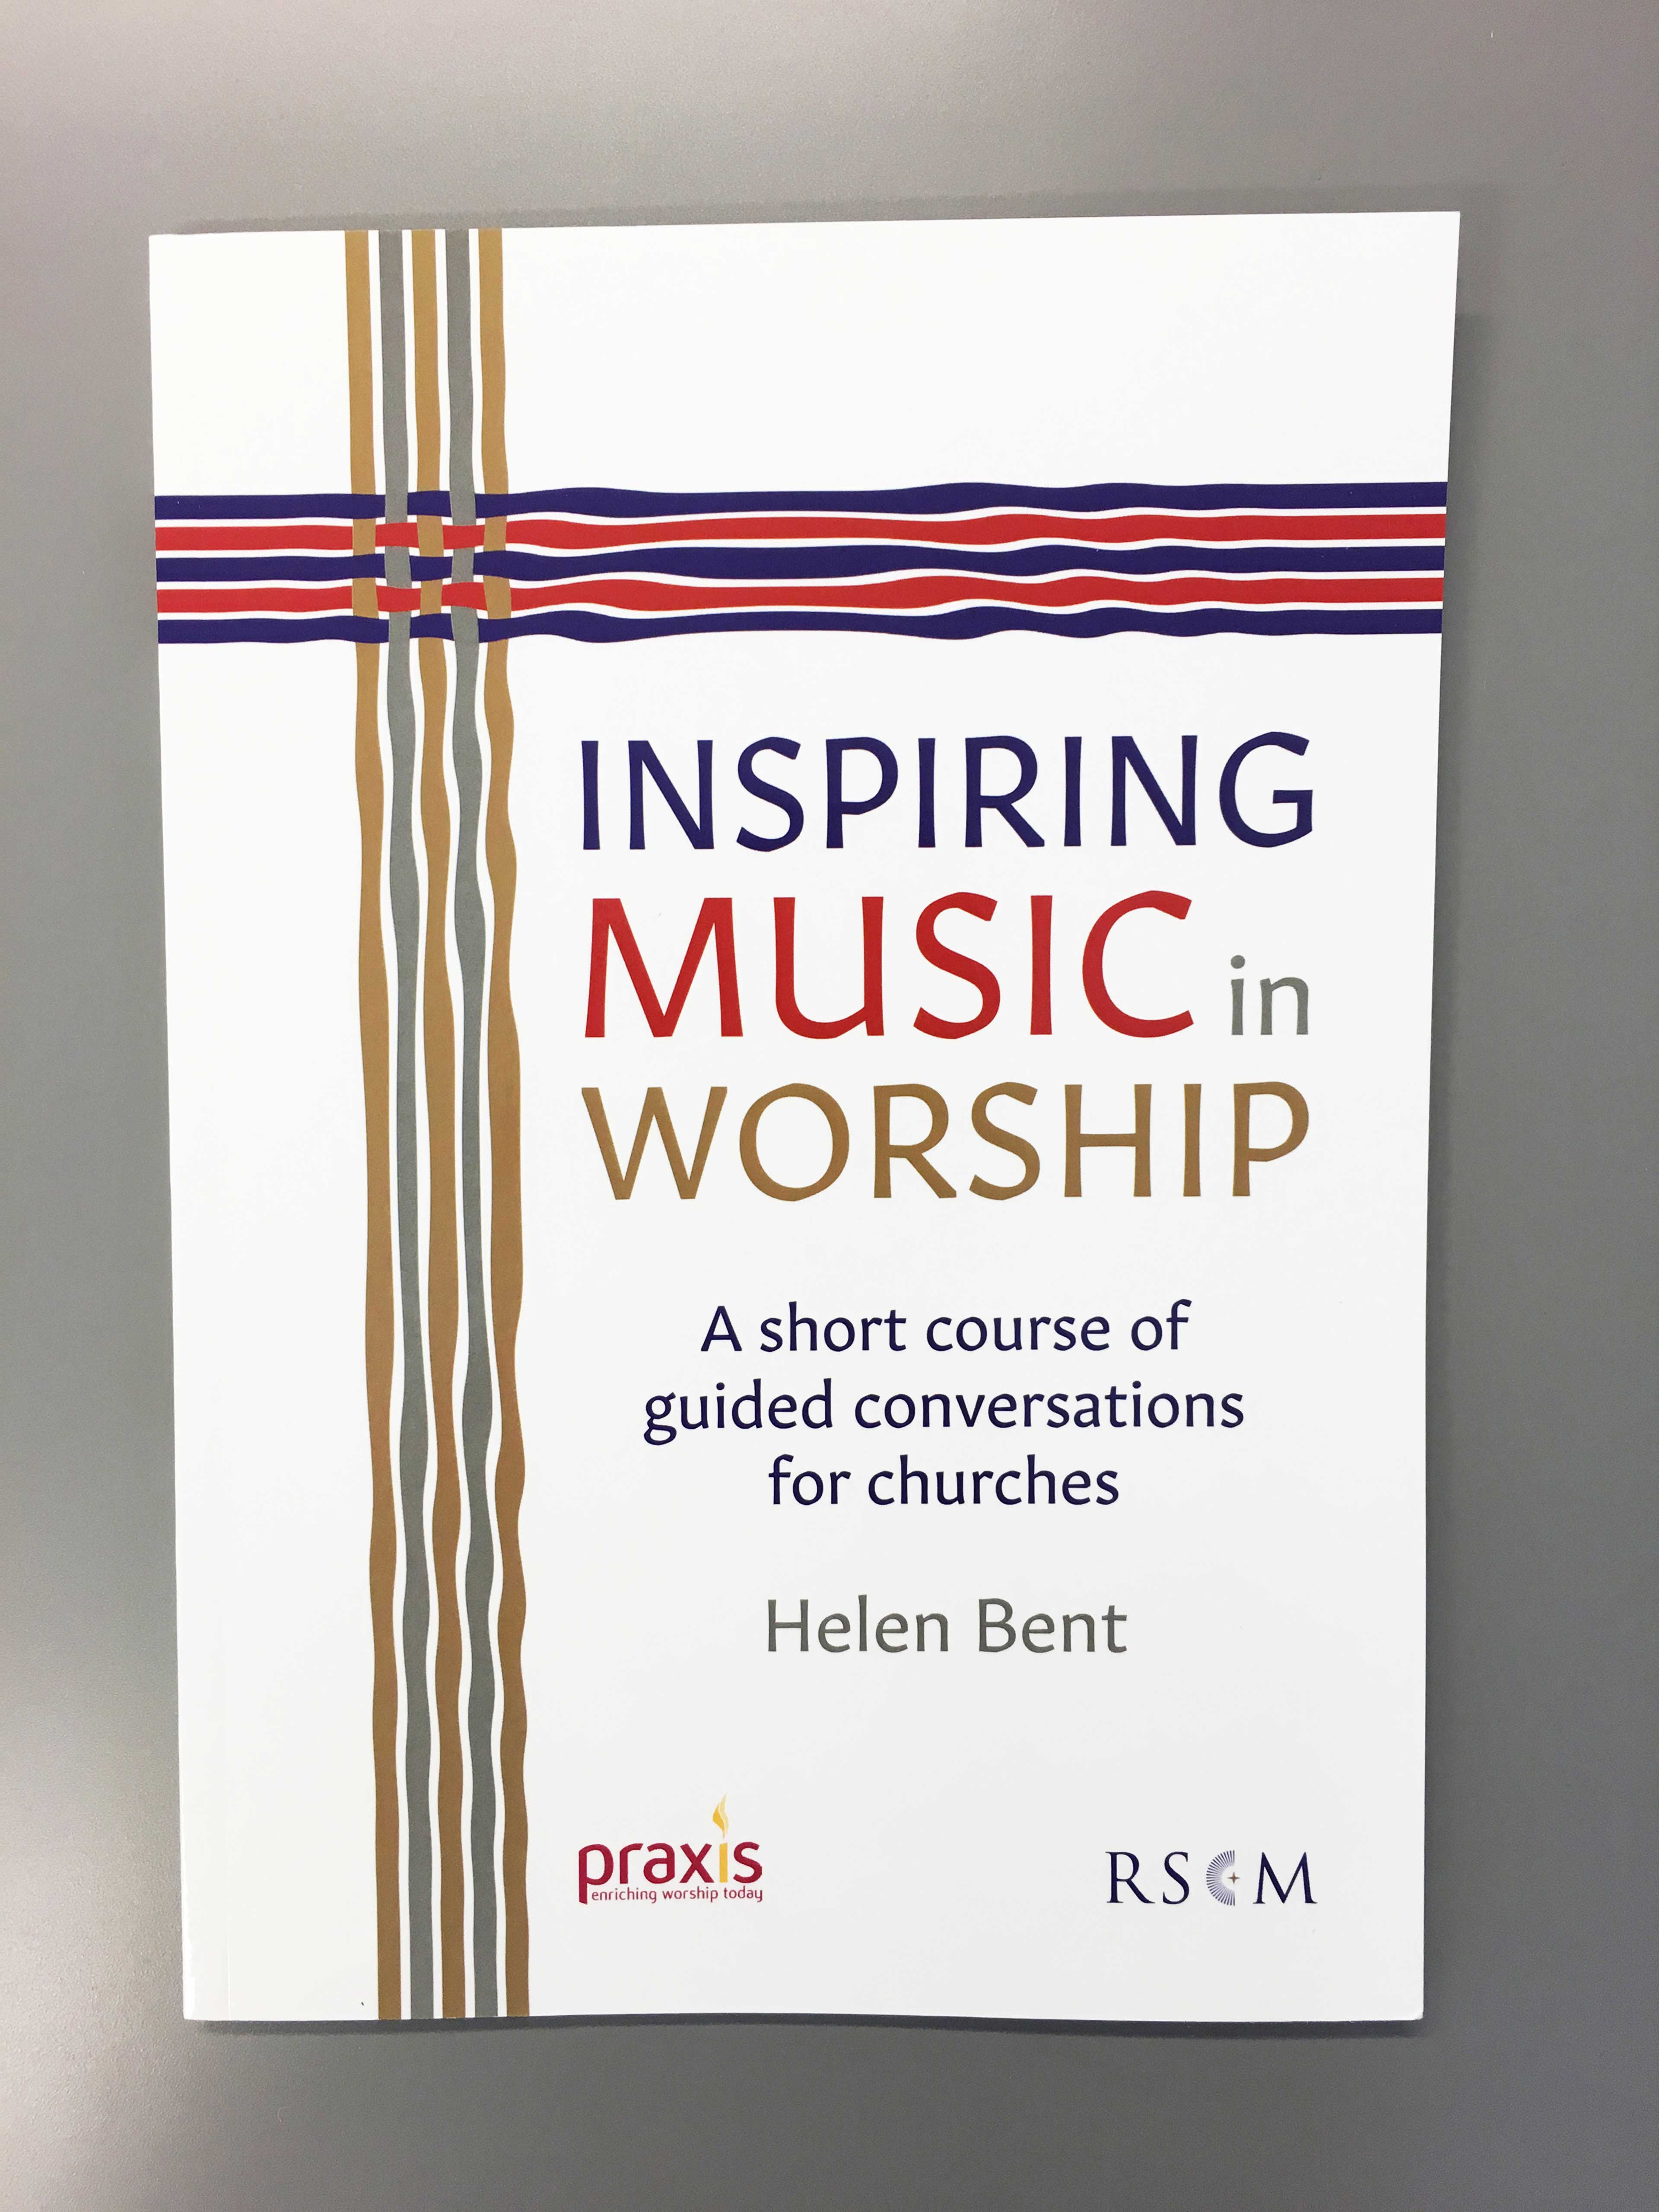 INSPIRING
MUSIC in
WORSHIP
A short course of
guided conversations
for churches
Helen Bent
praxis
enriching worship today
RSCM